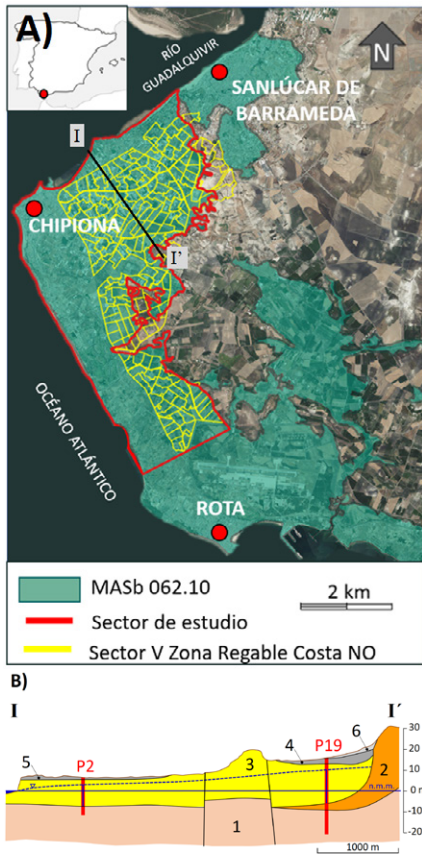 A)
N
RÍO
GUADALQUIVIR
SANLÚCAR DE
BARRAMEDA
I
CHIPIONA
I'
OCÉANO ATLÁNTICO
ROTA
MASb 062.10
2 km
Sector de estudio
Sector V Zona Regable Costa NO
B)
I
I´
5
P2
3
4
P19
6
2
1
30
20
10
n.m.m.
0 m
-10
-20
1000 m